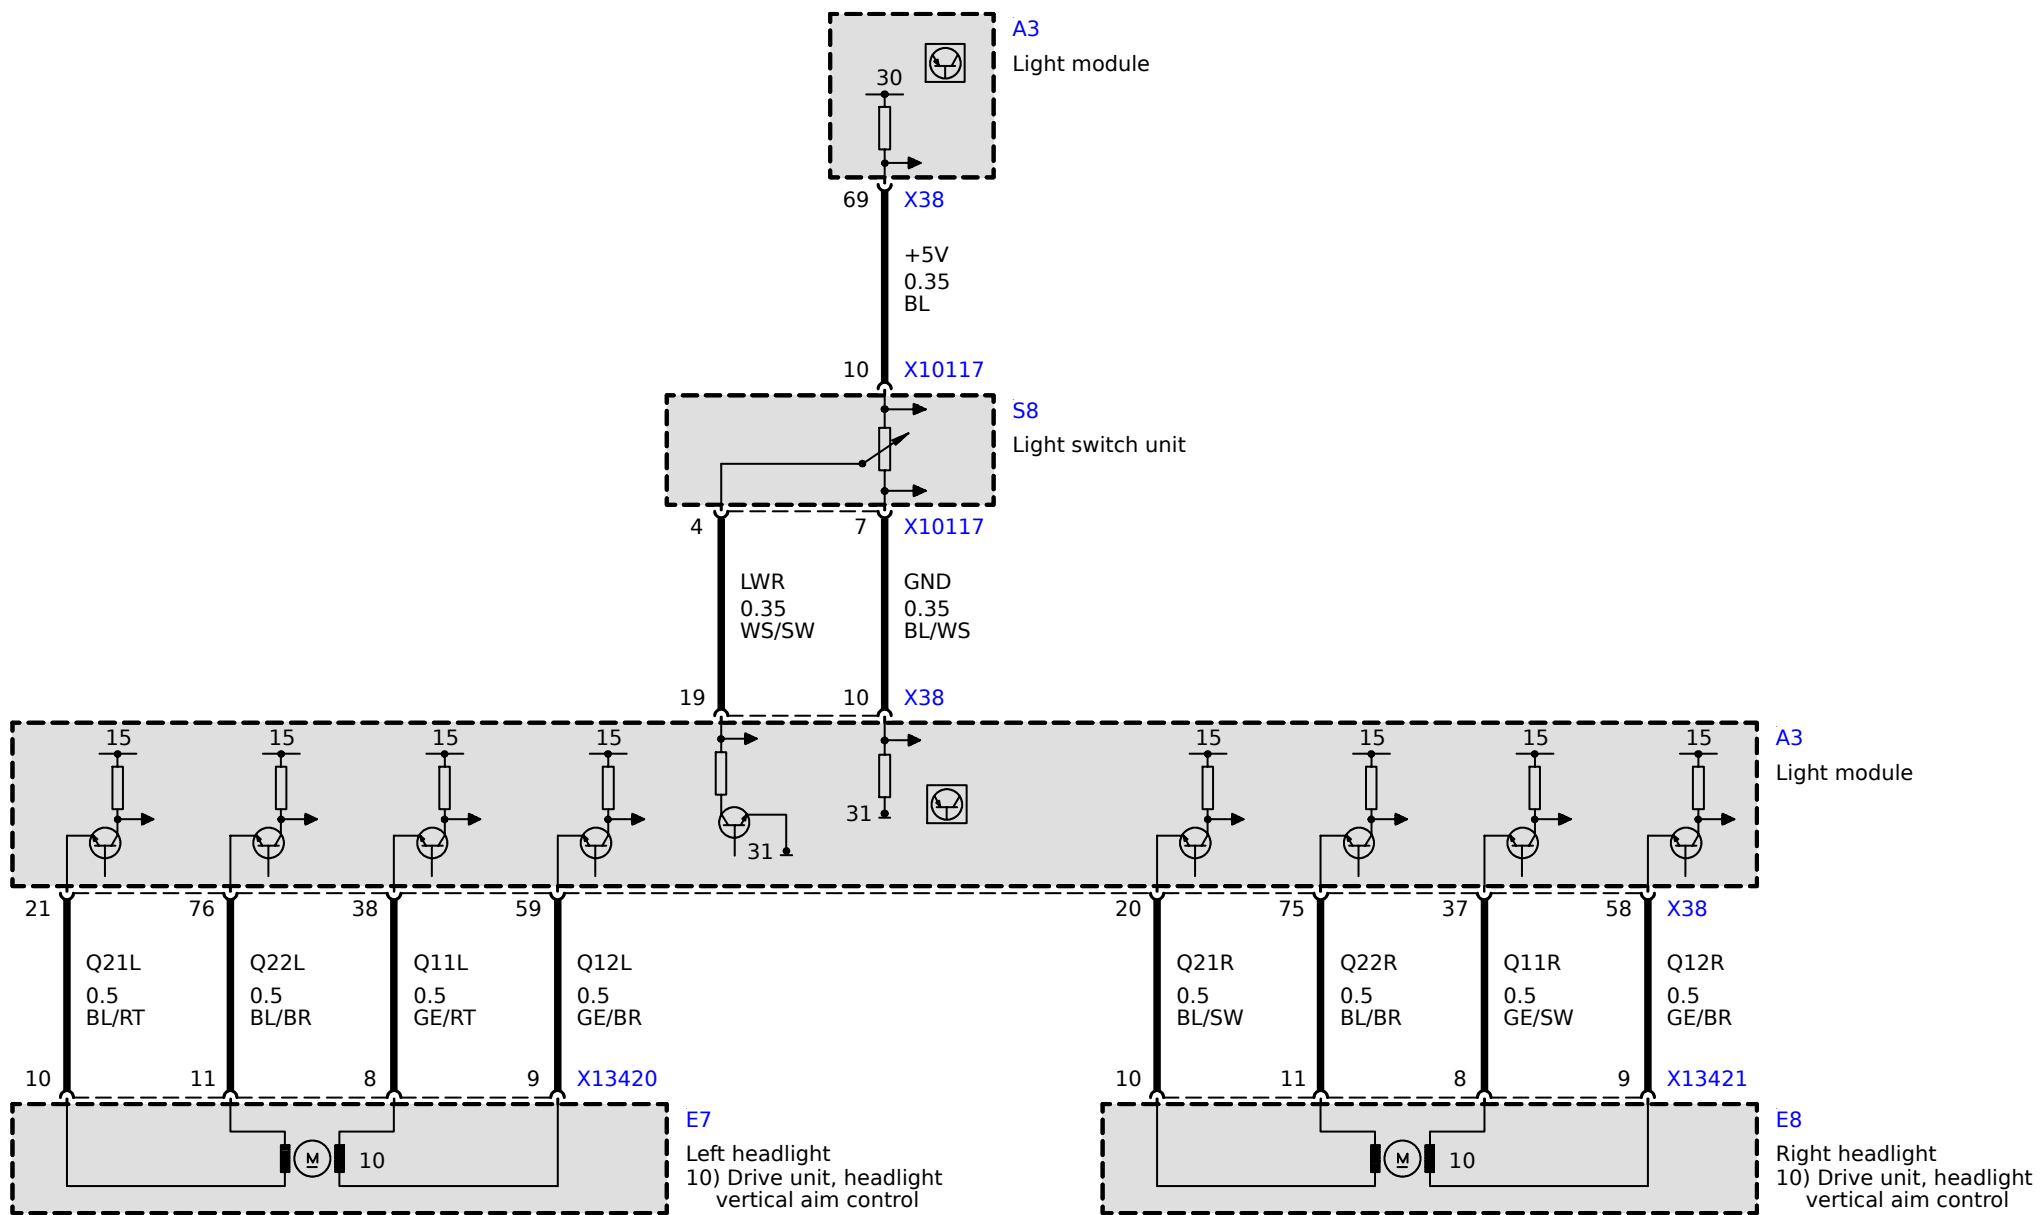 A3
Light module
30
69 X38
+5V
0.35
BL
10 X10117
S8
Light switch unit
4 7 X10117
LWR GND
0.35 0.35
WS/SW BL/WS
19 10 X38
15 15 15 15 15 15 15 15 A3
Light module
31
31
21 76 38 59 20 75 37 58 X38
Q21L Q22L Q11L Q12L Q21R Q22R Q11R Q12R
0.5 0.5 0.5 0.5 0.5 0.5 0.5 0.5
BL/RT BL/BR GE/RT GE/BR BL/SW BL/BR GE/SW GE/BR
10 11 8 9 X13420 10 11 8 9 X13421
E7 E8
M 10 Left headlight M 10 Right headlight
10) Drive unit, headlight 10) Drive unit, headlight
vertical aim control vertical aim control